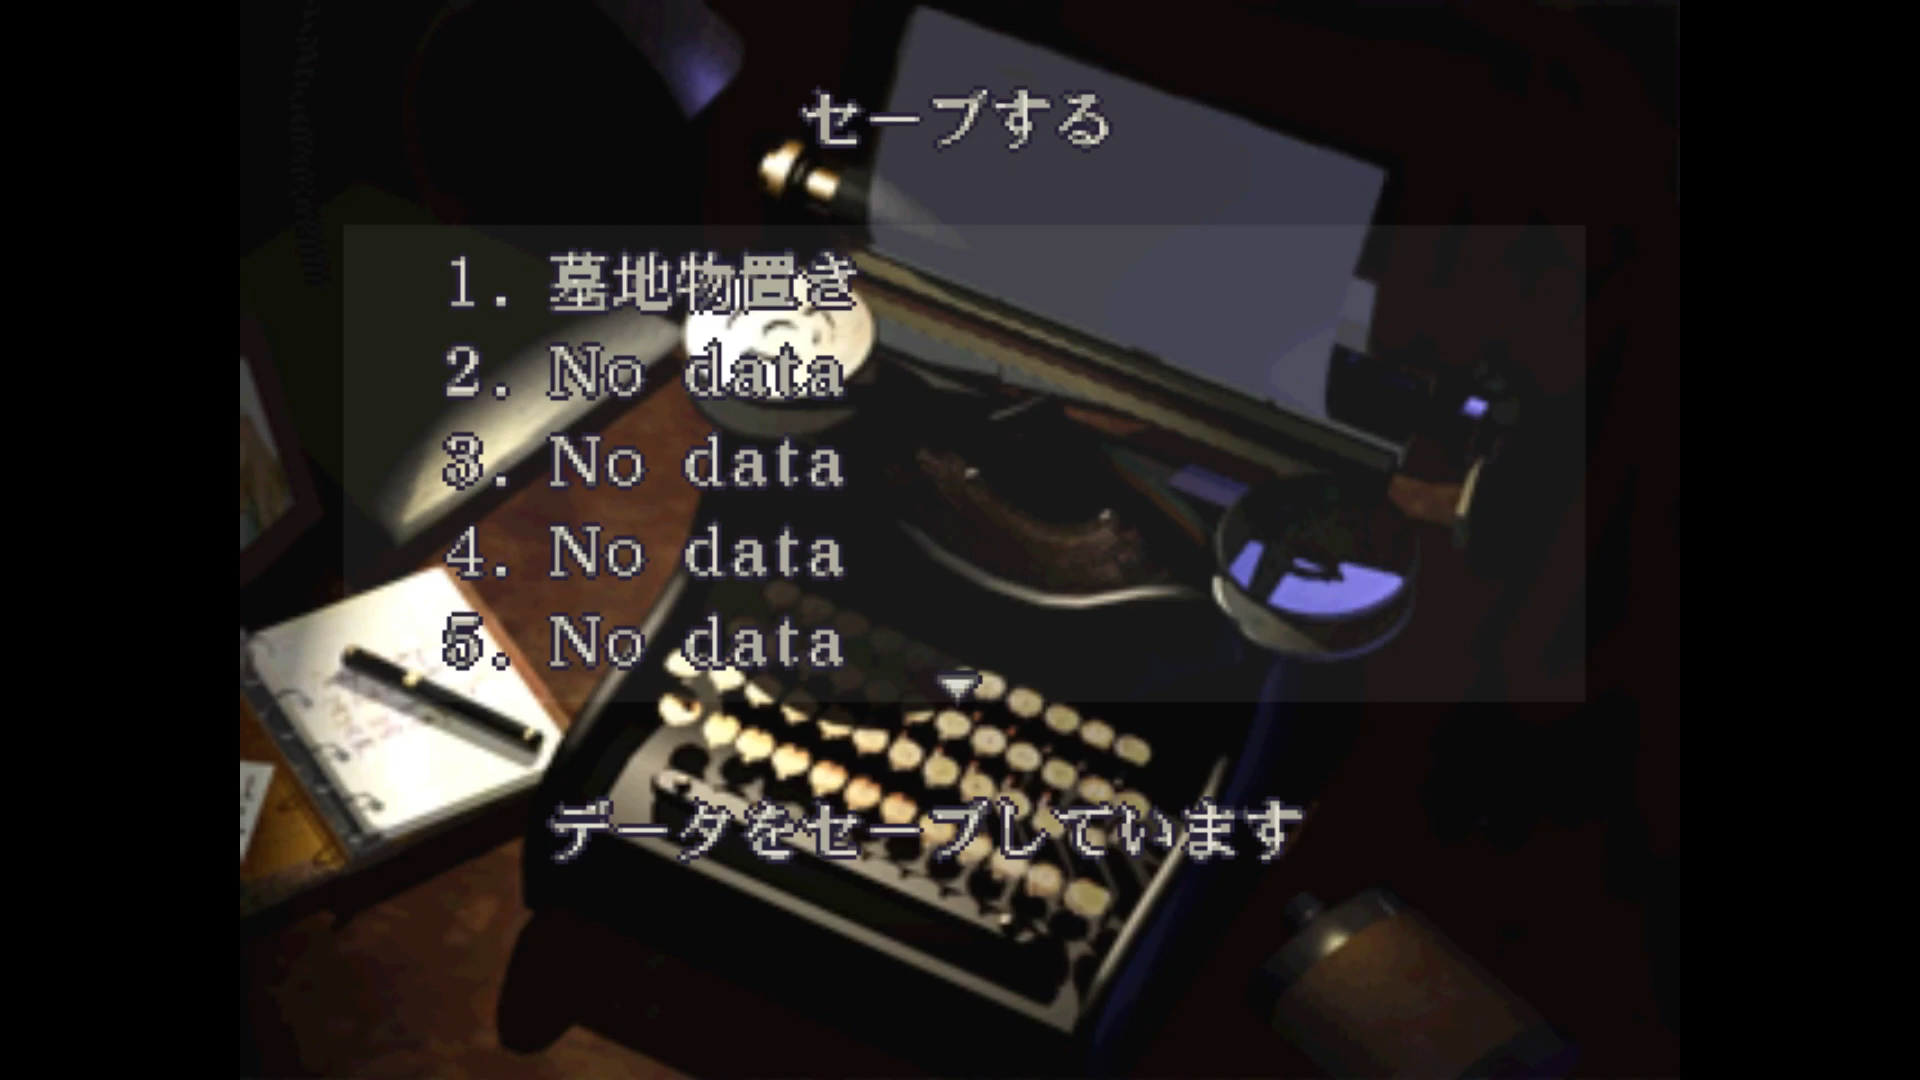 セーブする
1. 墓地物置き
2. No data
3. No data
4. No data
5. No data
データをセーブしています